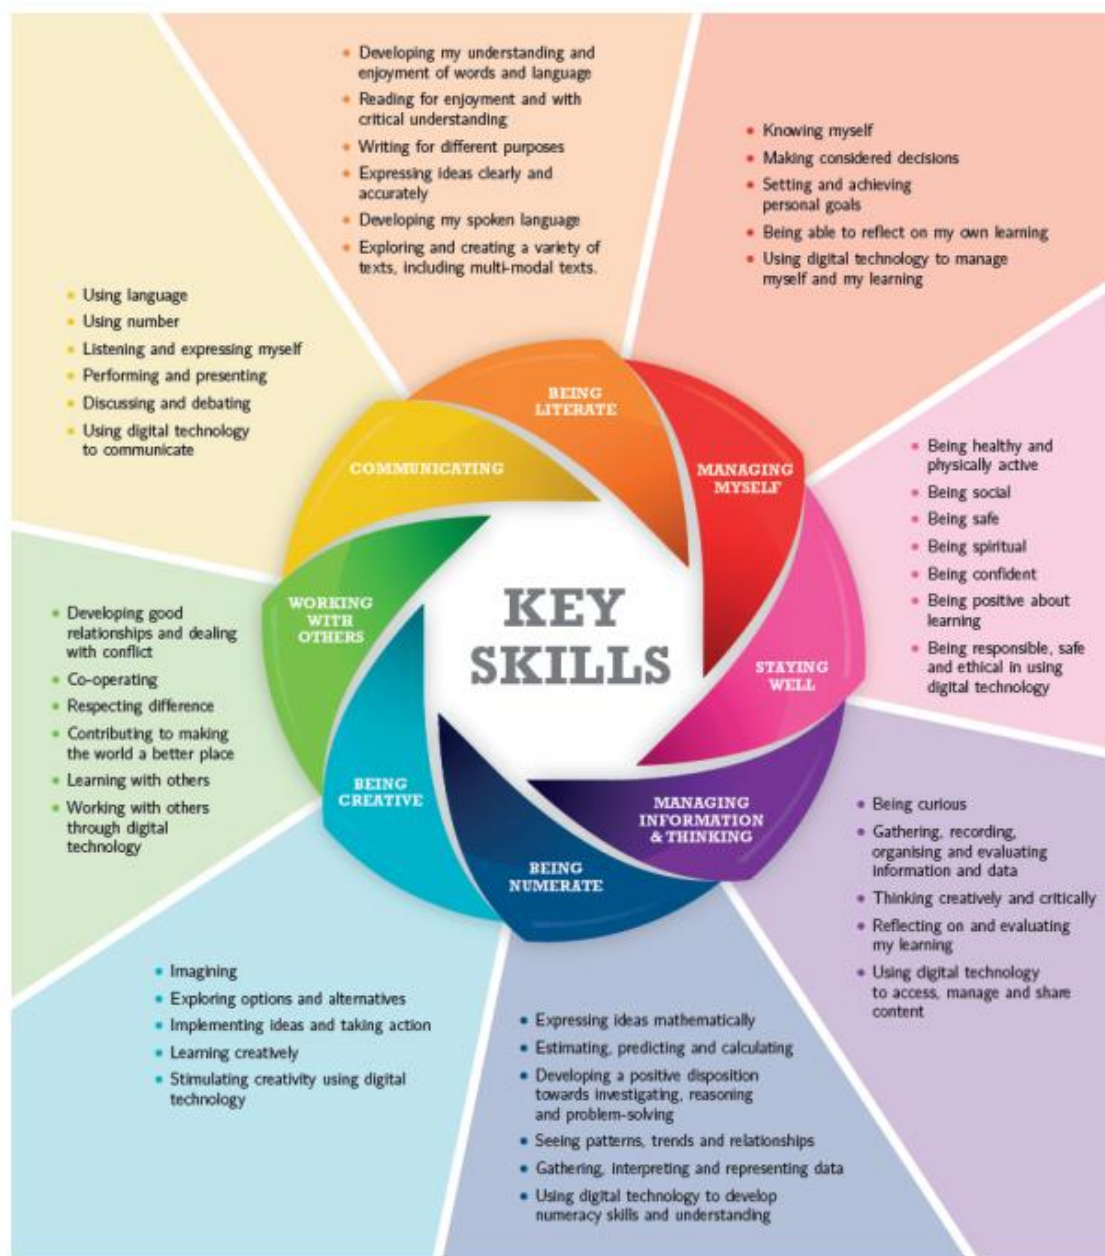 Developing my understanding and
enjoyment of words and language
Reading for enjoyment and with
critical understanding
Writing for different purposes
Expressing ideas clearly and
accurately
Developing my spoken language
Exploring and creating a variety of
texts, including multi-modal texts.
Knowing myself
Making considered decisions
Setting and achieving
personal goals
Being able to reflect on my own learning
Using digital technology to manage
myself and my learning
Using language
Using number
Listening and expressing myself
Performing and presenting
Discussing and debating
Using digital technology
to communicate
Being healthy and
physically active
Being social
Being safe
Being spiritual
Being confident
Being positive about
learning
Being responsible, safe
and ethical in using
digital technology
BEING
LITERATE
MANAGING
MYSELF
COMMUNICATING
STAYING
WELL
WORKING
WITH
OTHERS
KEY
SKILLS
BEING
CREATIVE
MANAGING
INFORMATION
& THINKING
BEING
NUMERATE
Developing good
relationships and dealing
with conflict
Co-operating
Respecting difference
Contributing to making
the world a better place
Learning with others
Working with others
through digital
technology
Being curious
Gathering, recording,
organising and evaluating
information and data
Thinking creatively and critically
Reflecting on and evaluating
my learning
Using digital technology
to access, manage and share
content
Imagining
Exploring options and alternatives
Implementing ideas and taking action
Learning creatively
Stimulating creativity using digital
technology
Expressing ideas mathematically
Estimating, predicting and calculating
Developing a positive disposition
towards investigating, reasoning
and problem-solving
Seeing patterns, trends and relationships
Gathering, interpreting and representing data
Using digital technology to develop
numeracy skills and understanding